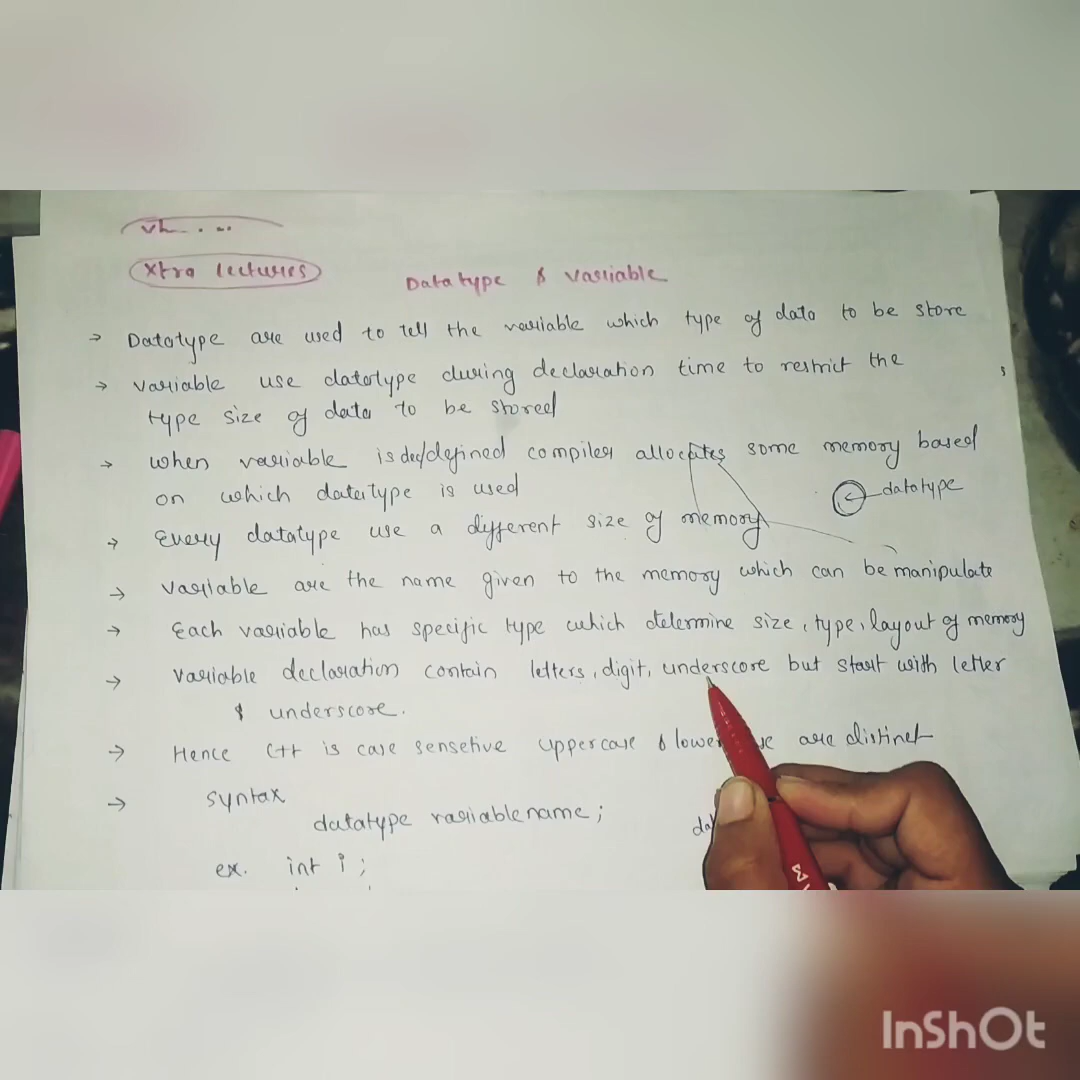 Xtra lectures
Datatype & Variable
→ Datatype are used to tell the variable which type of data to be store
→ variable use datatype during declaration time to restrict the
type size of data to be stored
→ when variable is dec/defined compiler allocates some memory based
on which datatype is used
datatype
→ Every datatype use a different size of memory
→ Variable are the name given to the memory which can be manipulate
→ Each variable has specific type which determine size, type, layout of memory
→ variable declaration contain letters, digit, underscore but start with letter
& underscore.
→ Hence C++ is case sensetive uppercase & lower are distinct
→ syntax
datatype variable name;
ex. int i;
InShOt